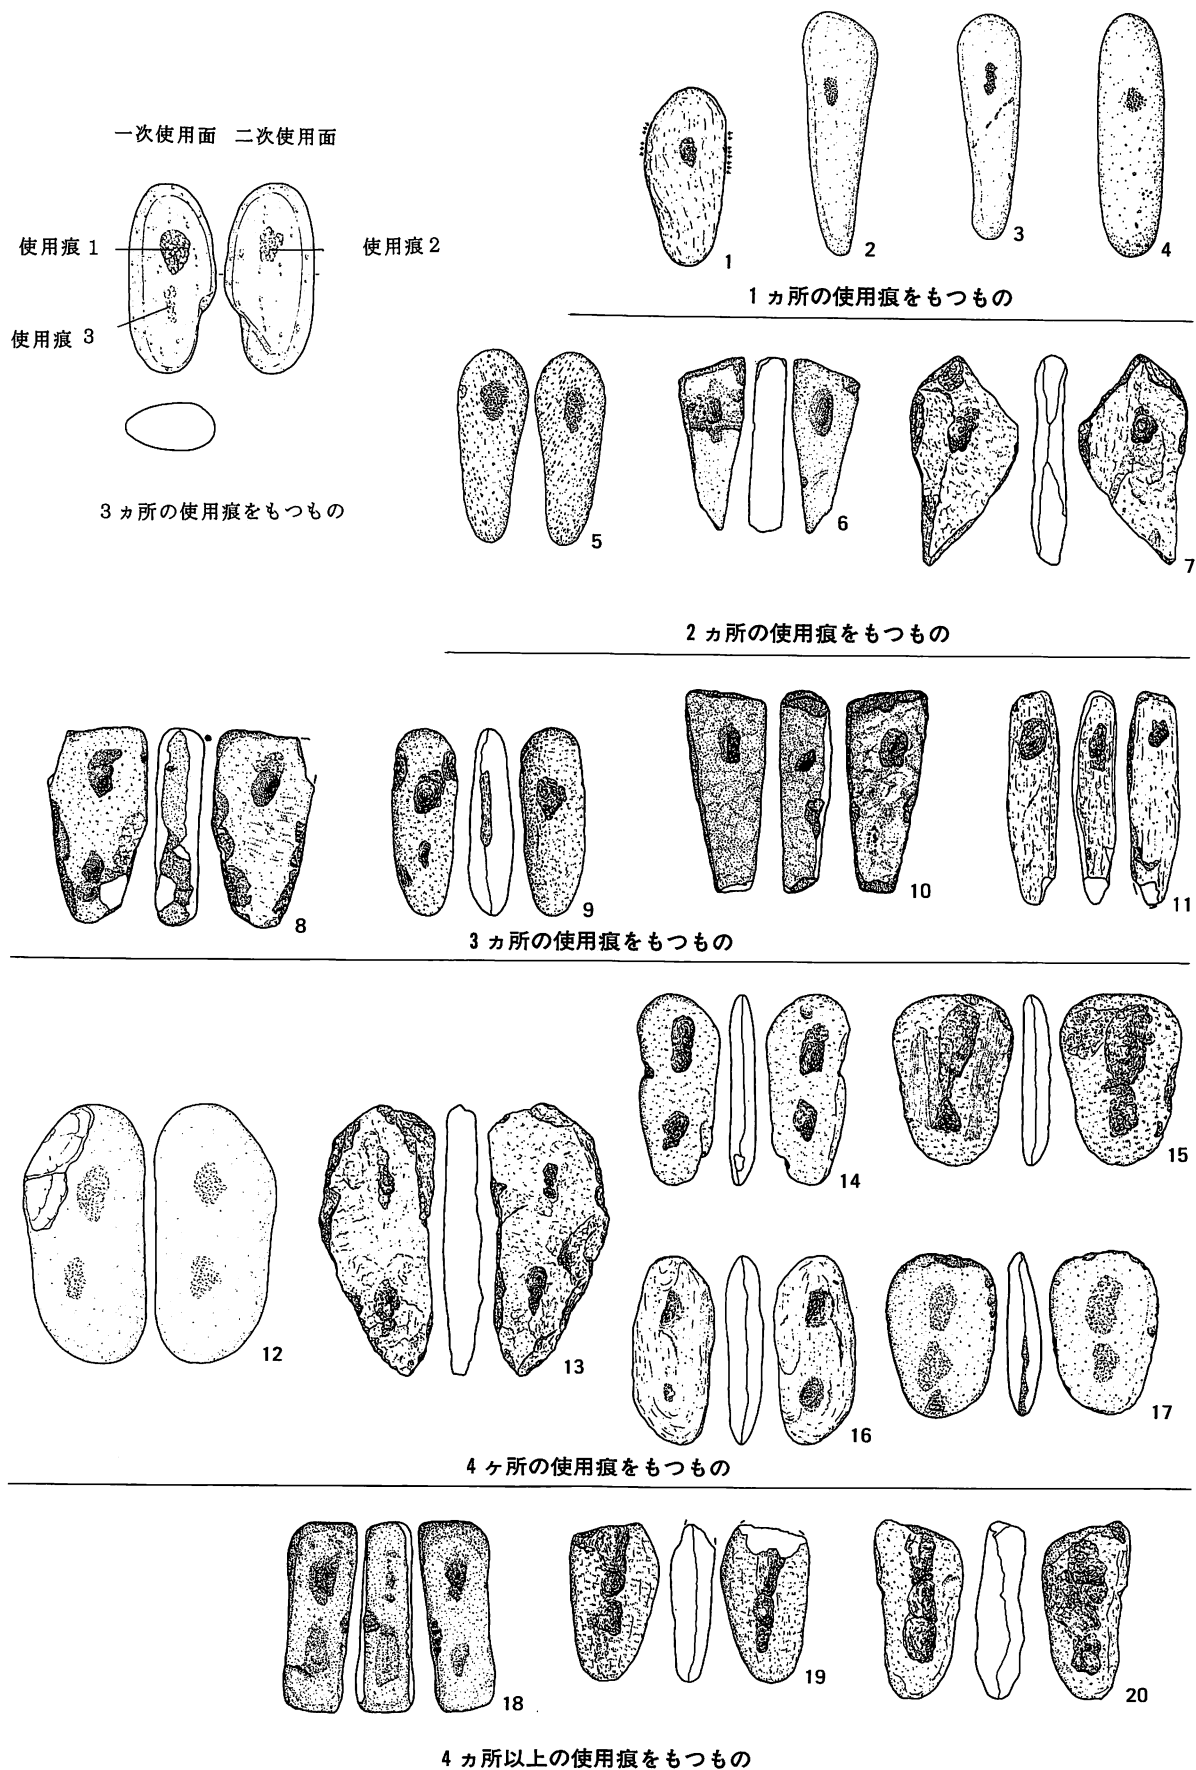 一次使用面 二次使用面
使用痕 1
使用痕 2
使用痕 3
3 ヵ所の使用痕をもつもの
1
2
3
4
1 ヵ所の使用痕をもつもの
5
6
7
2 ヵ所の使用痕をもつもの
8
9
10
11
3 ヵ所の使用痕をもつもの
12
13
14
15
16
17
4 ヶ所の使用痕をもつもの
18
19
20
4 ヵ所以上の使用痕をもつもの